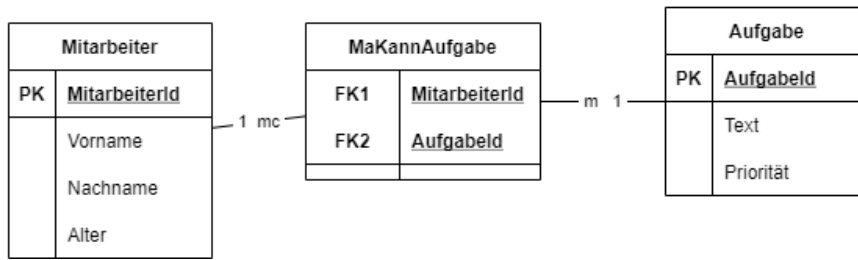 Mitarbeiter
PK MitarbeiterId
Vorname
Nachname
Alter
1 mc
MaKannAufgabe
FK1 MitarbeiterId
FK2 AufgabeId
m 1
Aufgabe
PK AufgabeId
Text
Priorität